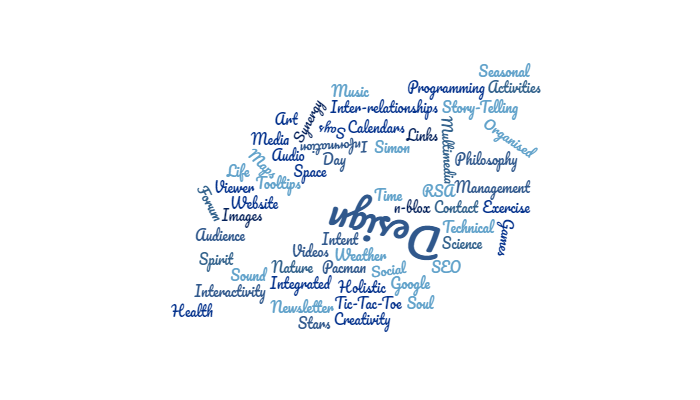 Seasonal
Programming Activities
Music
Inter-relationships Story-Telling
Synergy
Art
Says Calendars
Links
Multimedia
Organised
Media
Information
Simon
Audio
Day
Philosophy
Maps
Life
Space
Viewer Tooltips
Forum
Website
Time
RSA Management
Images
n-blox Contact Exercise
Design
Technical
Games
Audience
Intent
Science
Videos Weather
Spirit
Nature Pacman Social
SEO
Sound
Integrated Holistic Google
Interactivity
Newsletter Tic-Tac-Toe Soul
Health
Stars Creativity